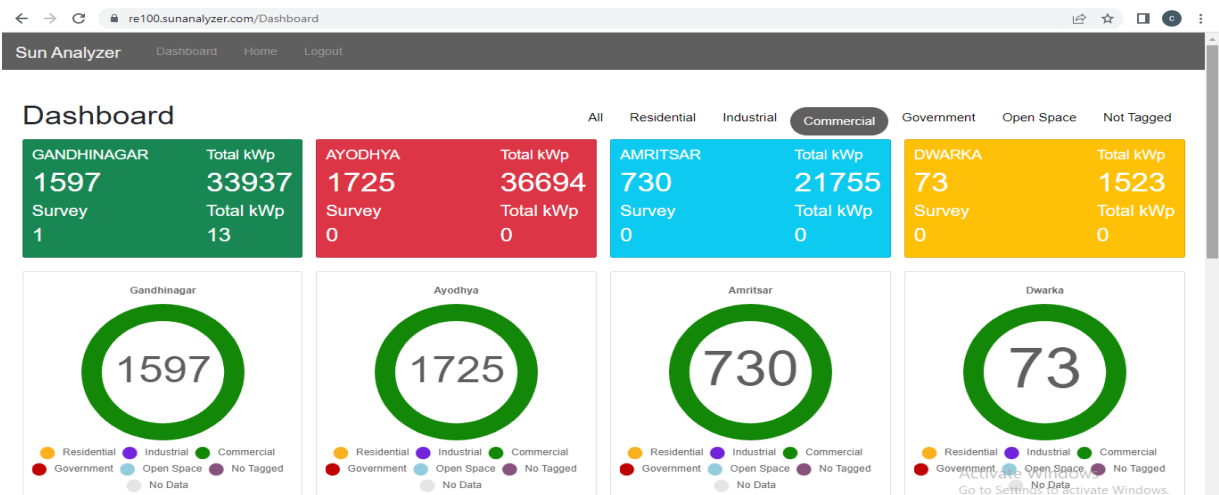 re100.sunanalyzer.com/Dashboard
C
Sun Analyzer Dashboard Home Logout
Dashboard
All Residential Industrial Commercial Government Open Space Not Tagged
GANDHINAGAR Total kWp
1597 33937
Survey Total kWp
1 13
AYODHYA Total kWp
1725 36694
Survey Total kWp
0 0
AMRITSAR Total kWp
730 21755
Survey Total kWp
0 0
DWARKA Total kWp
73 1523
Survey Total kWp
0 0
Gandhinagar
1597
Residential Industrial Commercial
Government Open Space No Tagged
No Data
Ayodhya
1725
Residential Industrial Commercial
Government Open Space No Tagged
No Data
Amritsar
730
Residential Industrial Commercial
Government Open Space No Tagged
No Data
Dwarka
73
Residential Industrial Commercial
Government Open Space No Tagged
No Data
Activate Windows
Go to Settings to activate Windows.